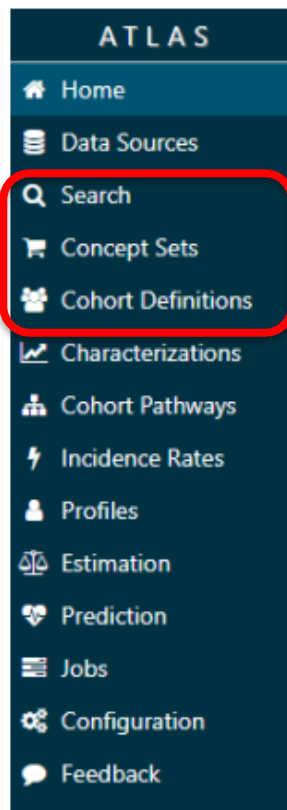 ATLAS
Home
Data Sources
Search
Concept Sets
Cohort Definitions
Characterizations
Cohort Pathways
Incidence Rates
Profiles
Estimation
Prediction
Jobs
Configuration
Feedback